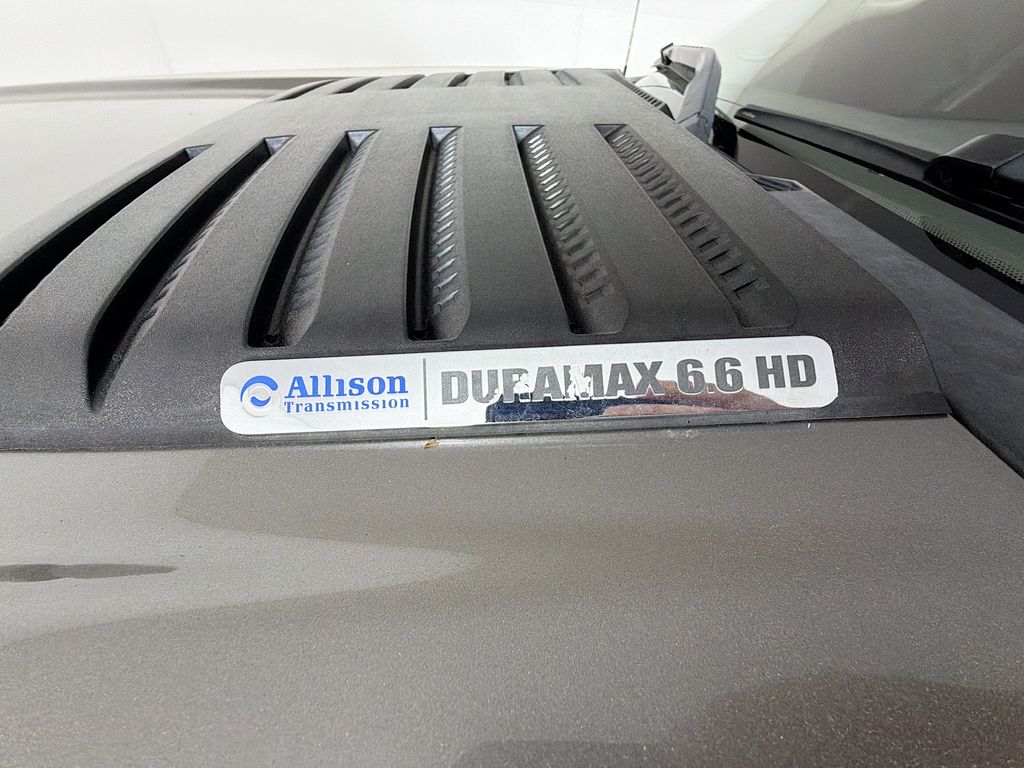 Allison
Transmission
DURAMAX 6.6 HD